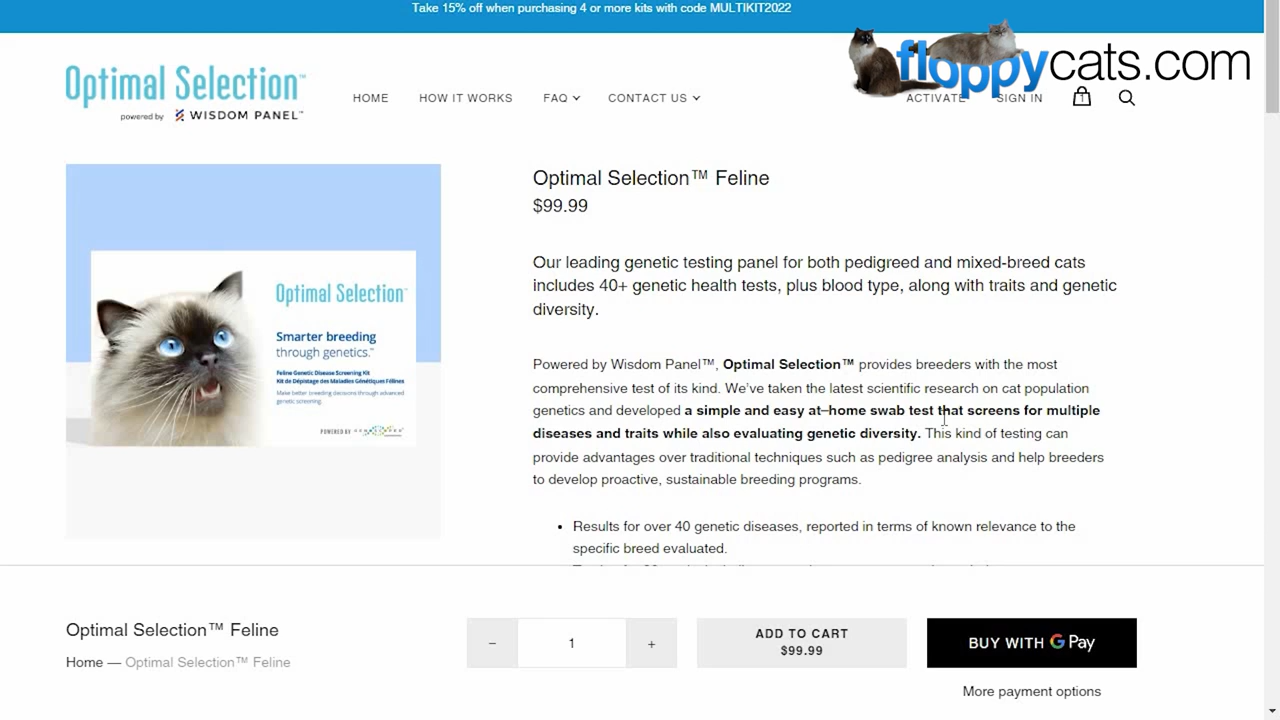 Take 15% off when purchasing 4 or more kits with code MULTIKIT2022
floppycats.com
Optimal Selection™
powered by WISDOM PANEL™
HOME HOW IT WORKS FAQ CONTACT US ACTIVATE SIGN IN 1
Optimal Selection™ Feline
$99.99
Our leading genetic testing panel for both pedigreed and mixed-breed cats
includes 40+ genetic health tests, plus blood type, along with traits and genetic
diversity.
Optimal Selection™
Smarter breeding
through genetics.™
Feline Genetic Disease Screening Kit
Kit de Dépistage des Maladies Génétiques Félines
Make better breeding decisions through advanced
genetic screening.
POWERED BY
Powered by Wisdom Panel™, Optimal Selection™ provides breeders with the most
comprehensive test of its kind. We've taken the latest scientific research on cat population
genetics and developed a simple and easy at–home swab test that screens for multiple
diseases and traits while also evaluating genetic diversity. This kind of testing can
provide advantages over traditional techniques such as pedigree analysis and help breeders
to develop proactive, sustainable breeding programs.
• Results for over 40 genetic diseases, reported in terms of known relevance to the
specific breed evaluated.
Optimal Selection™ Feline
Home — Optimal Selection™ Feline
− 1 +
ADD TO CART
$99.99
BUY WITH G Pay
More payment options